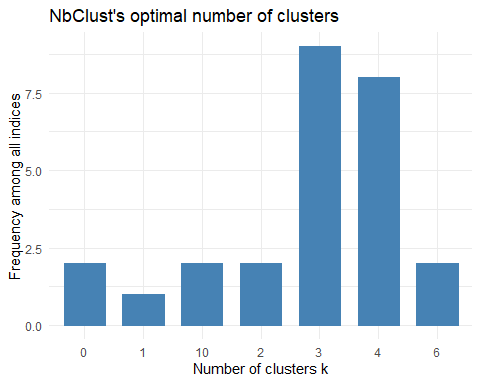 NbClust's optimal number of clusters
Frequency among all indices
7.5
5.0
2.5
0.0
0 1 10 2 3 4 6
Number of clusters k